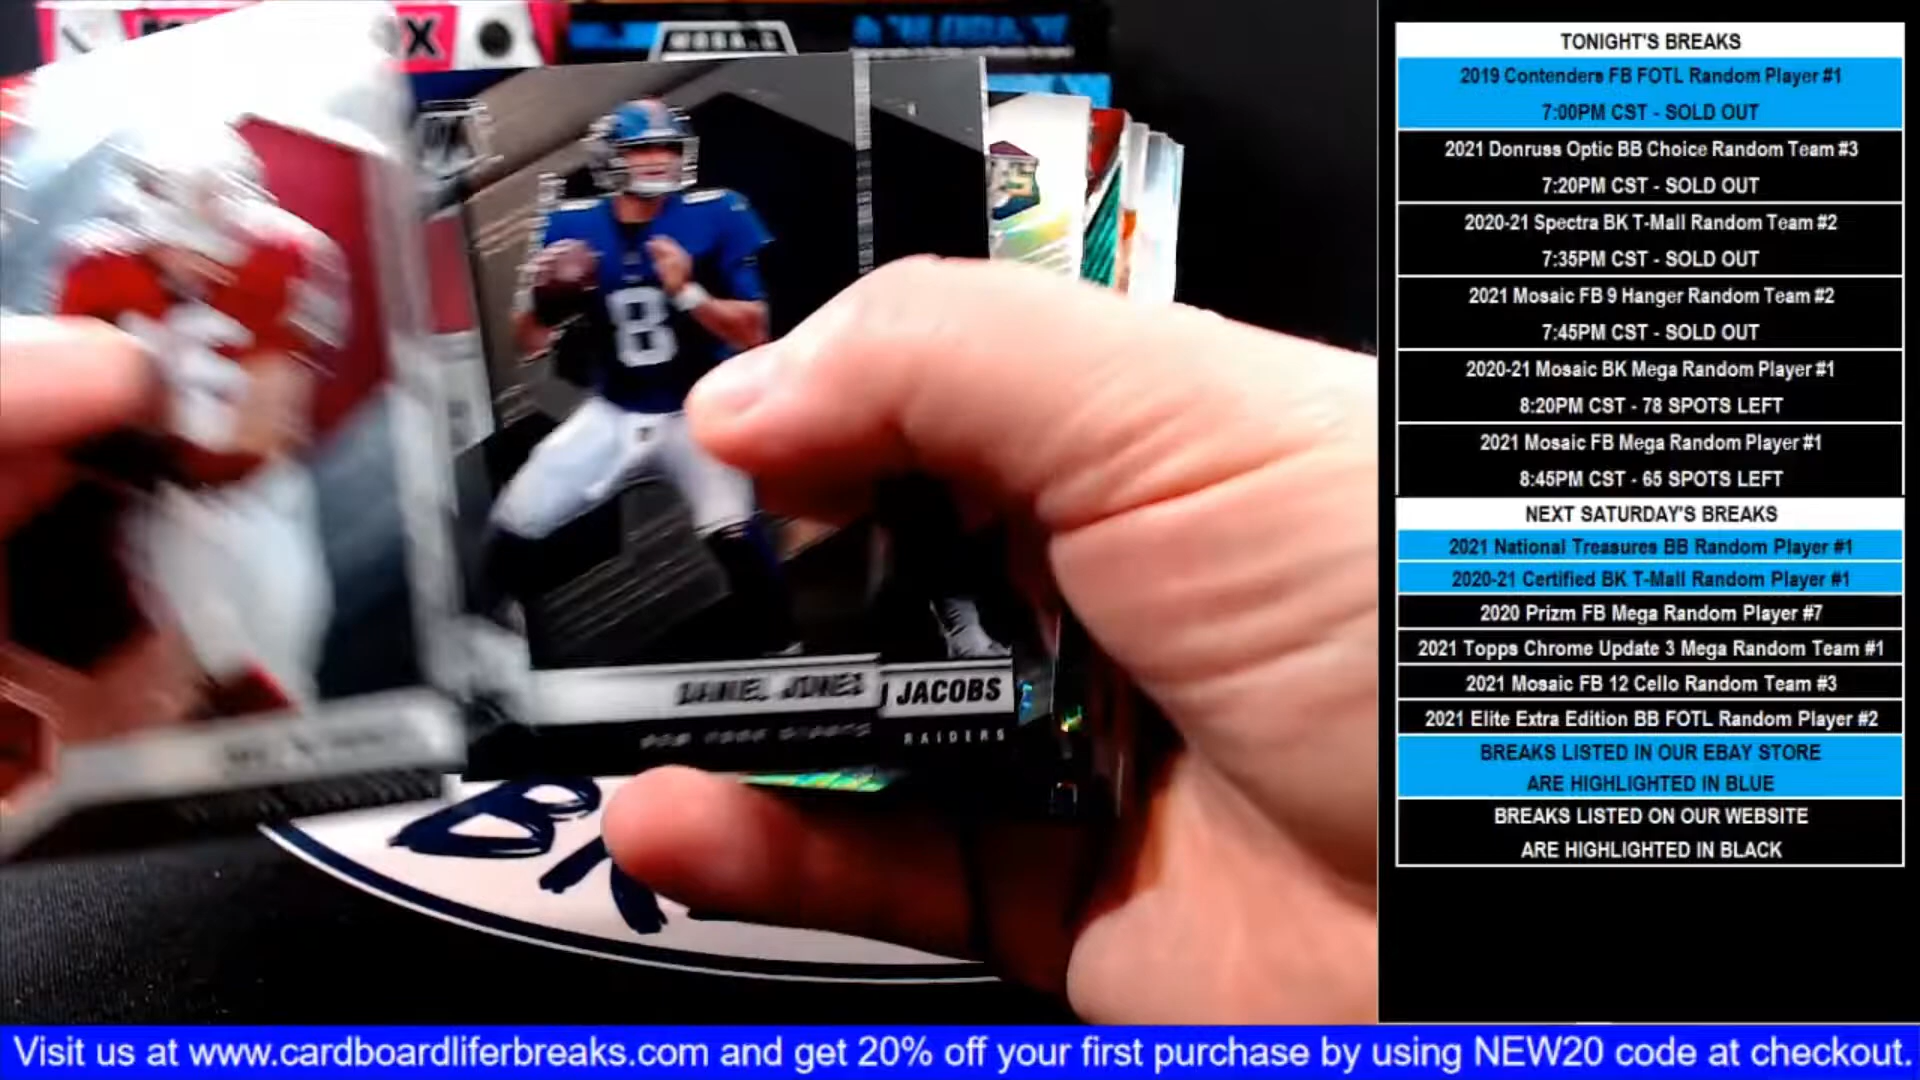 X
MOSAIC
8
DANIEL JONES
NEW YORK GIANTS
JACOBS
RAIDERS
TONIGHT'S BREAKS
2019 Contenders FB FOTL Random Player #1
7:00PM CST - SOLD OUT
2021 Donruss Optic BB Choice Random Team #3
7:20PM CST - SOLD OUT
2020-21 Spectra BK T-Mall Random Team #2
7:35PM CST - SOLD OUT
2021 Mosaic FB 9 Hanger Random Team #2
7:45PM CST - SOLD OUT
2020-21 Mosaic BK Mega Random Player #1
8:20PM CST - 78 SPOTS LEFT
2021 Mosaic FB Mega Random Player #1
8:45PM CST - 65 SPOTS LEFT
NEXT SATURDAY'S BREAKS
2021 National Treasures BB Random Player #1
2020-21 Certified BK T-Mall Random Player #1
2020 Prizm FB Mega Random Player #7
2021 Topps Chrome Update 3 Mega Random Team #1
2021 Mosaic FB 12 Cello Random Team #3
2021 Elite Extra Edition BB FOTL Random Player #2
BREAKS LISTED IN OUR EBAY STORE
ARE HIGHLIGHTED IN BLUE
BREAKS LISTED ON OUR WEBSITE
ARE HIGHLIGHTED IN BLACK
Visit us at www.cardboardliferbreaks.com and get 20% off your first purchase by using NEW20 code at checkout.